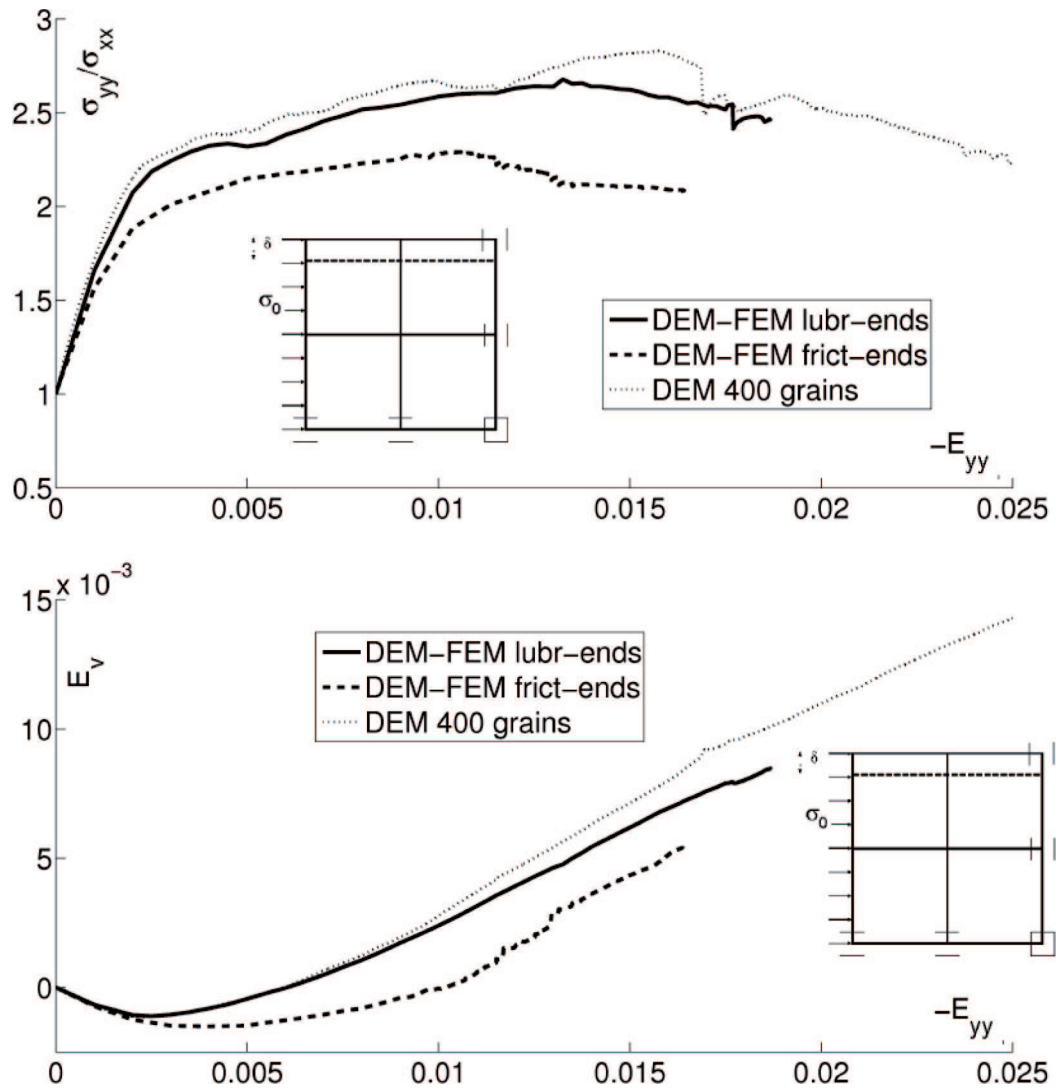 σyy/σxx
3
2.5
2
1.5
1
0.5
δ
σ0
DEM−FEM lubr−ends
DEM−FEM frict−ends
DEM 400 grains
−Eyy
0 0.005 0.01 0.015 0.02 0.025
x 10−3
Ev
15
10
5
0
DEM−FEM lubr−ends
DEM−FEM frict−ends
DEM 400 grains
δ
σ0
−Eyy
0 0.005 0.01 0.015 0.02 0.025